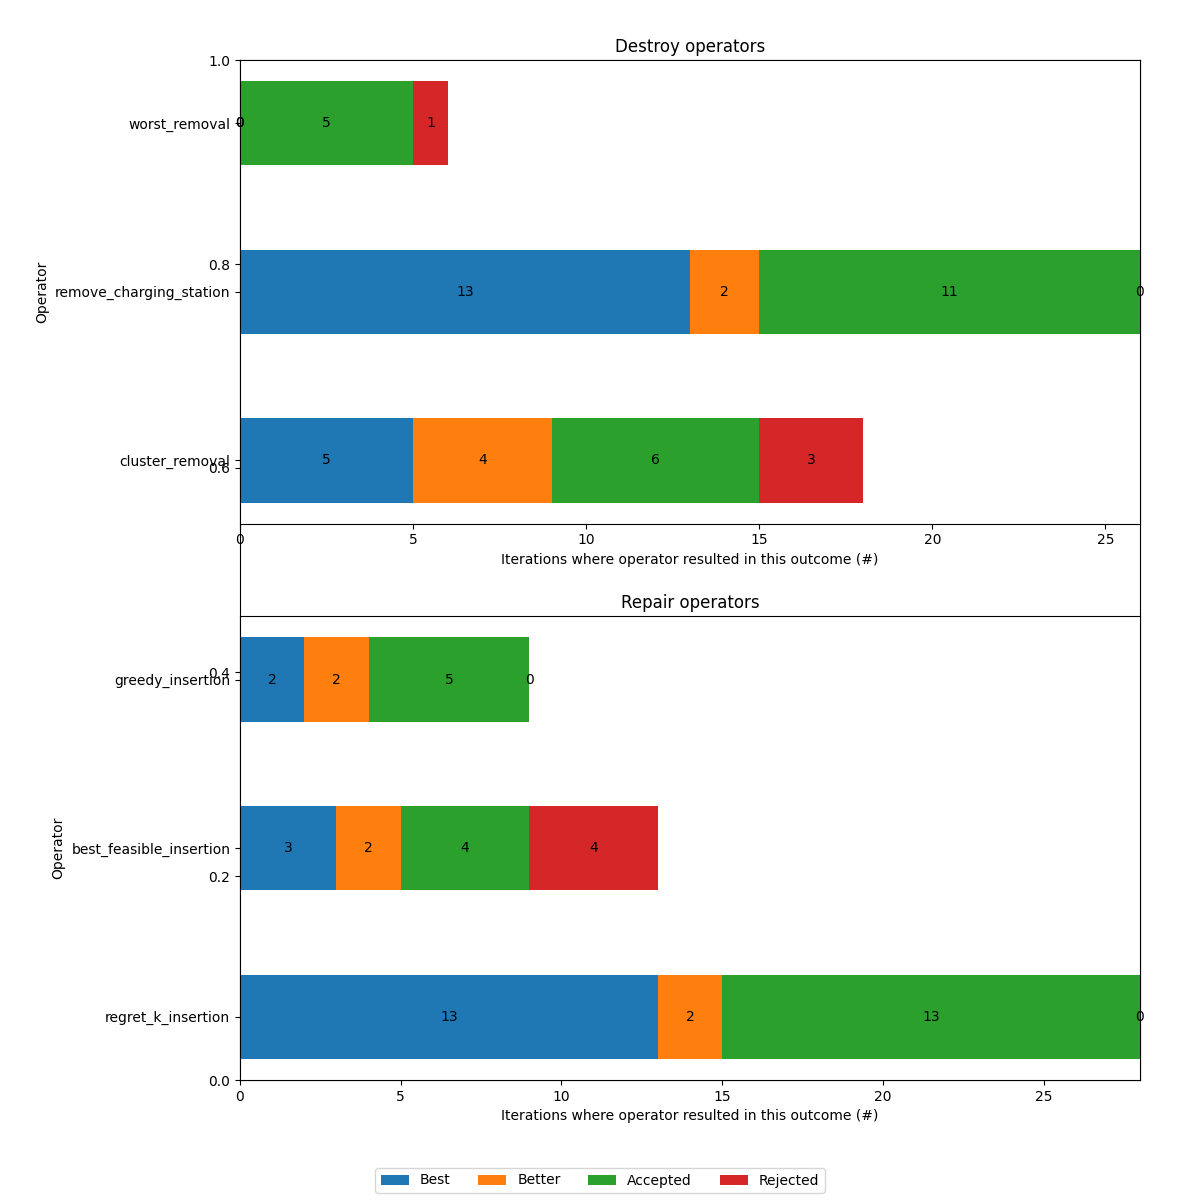 Destroy operators
1.0
worst_removal
0
5
1
0.8
Operator
remove_charging_station
13
2
11
0
cluster_removal
0.6
5
4
6
3
0
5
10
15
20
25
Iterations where operator resulted in this outcome (#)
Repair operators
0.4
greedy_insertion
2
2
5
0
Operator
best_feasible_insertion
3
2
4
4
0.2
regret_k_insertion
13
2
13
0
0.0
0
5
10
15
20
25
Iterations where operator resulted in this outcome (#)
Best
Better
Accepted
Rejected